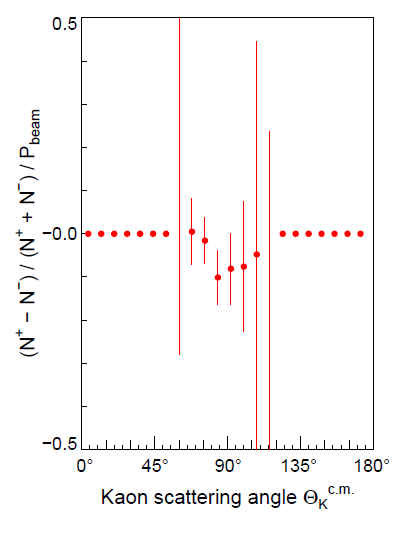 0.5
−0.0
−0.5
(N⁺ − N⁻) / (N⁺ + N⁻) / P_beam
0° 45° 90° 135° 180°
Kaon scattering angle Θ_K^c.m.